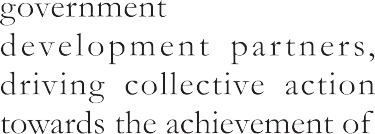 government
development partners,
driving collective action
towards the achievement of